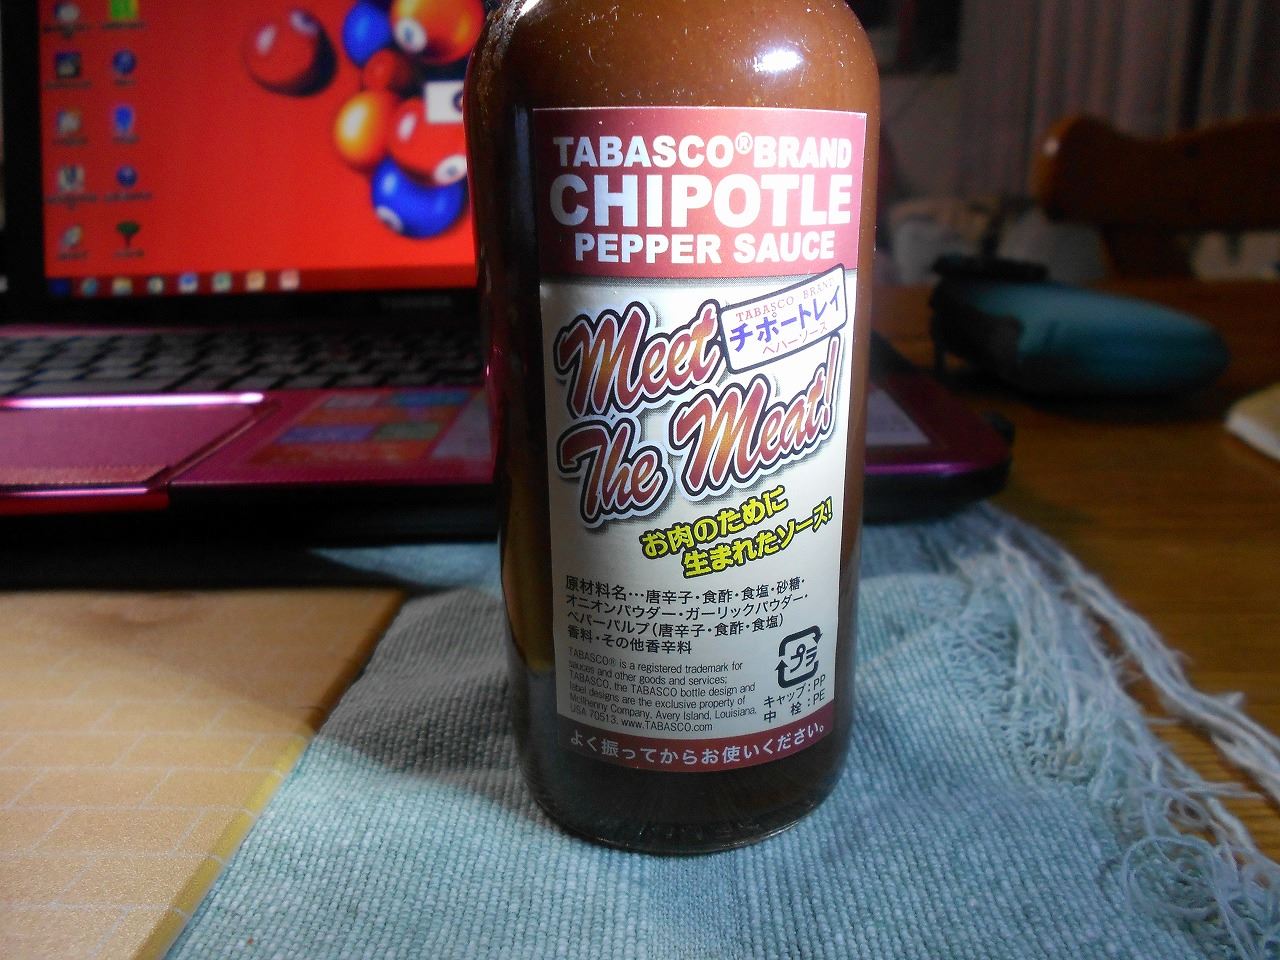 TABASCO® BRAND
CHIPOTLE
PEPPER SAUCE
Meet
The Meat!
TABASCO BRAND
チポートレイ
ペパーソース
お肉のために
生まれたソース!
原材料名…唐辛子・食酢・食塩・砂糖・
オニオンパウダー・ガーリックパウダー・
ペパーパルプ(唐辛子・食酢・食塩)
香料・その他香辛料
TABASCO® is a registered trademark for
sauces and other goods and services;
TABASCO, the TABASCO bottle design and
label designs are the exclusive property of
McIlhenny Company, Avery Island, Louisiana,
USA 70513. www.TABASCO.com
プラ
キャップ:PP
中 栓:PE
よく振ってからお使いください。
TOSHIBA